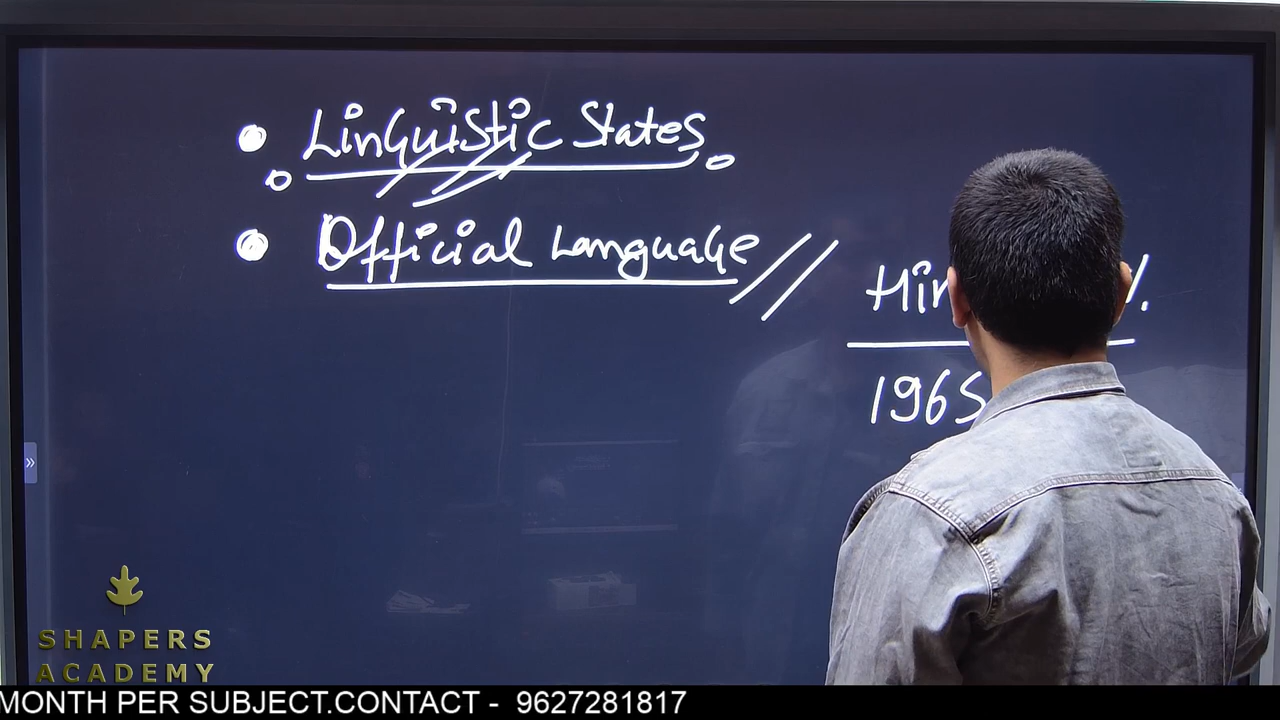 Linguistic States
Official Language
1965
SHAPERS
ACADEMY
MONTH PER SUBJECT.CONTACT - 9627281817